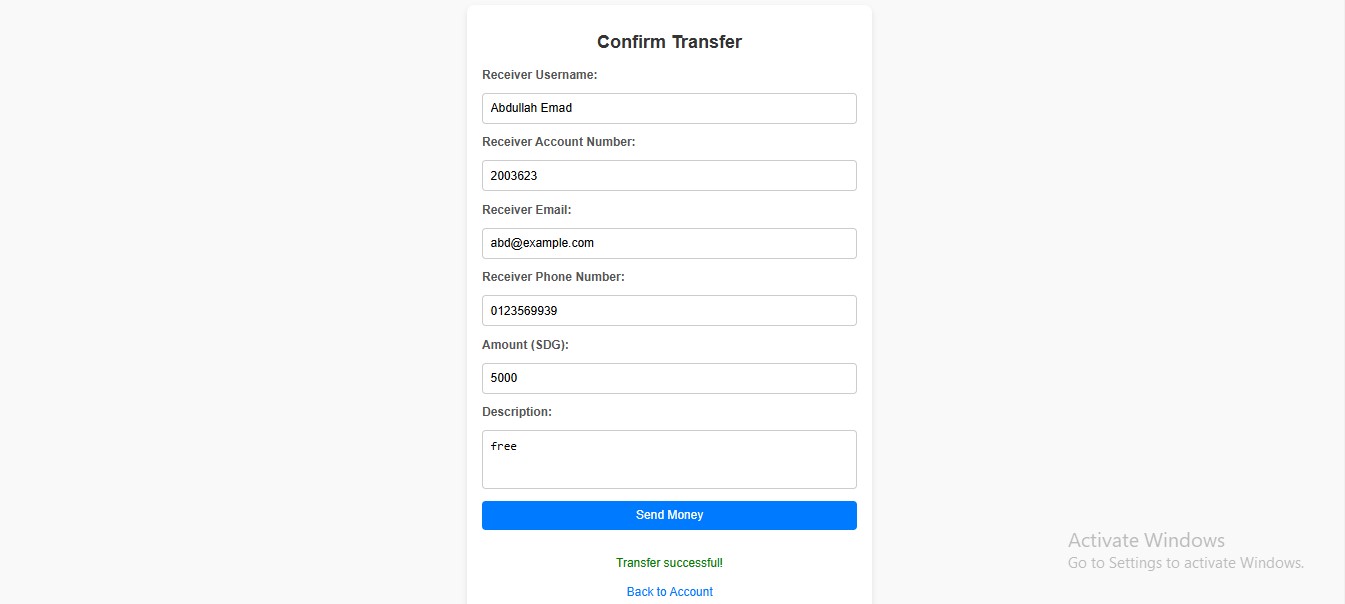 Confirm Transfer
Receiver Username:
Abdullah Emad
Receiver Account Number:
2003623
Receiver Email:
abd@example.com
Receiver Phone Number:
0123569939
Amount (SDG):
5000
Description:
free
Send Money
Transfer successful!
Back to Account
Activate Windows
Go to Settings to activate Windows.